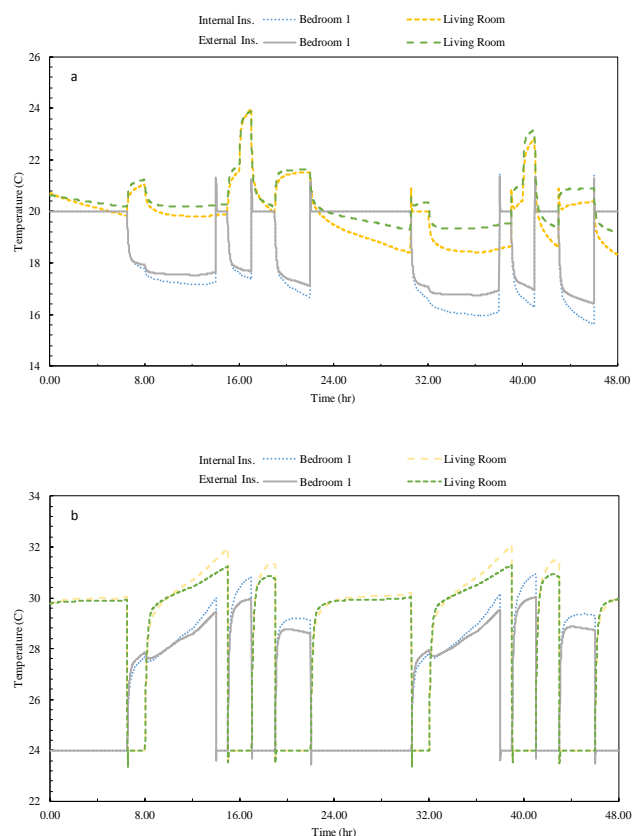 Internal Ins. Bedroom 1 Living Room
External Ins. Bedroom 1 Living Room
a
26
24
22
20
18
16
14
Temperature (C)
0.00 8.00 16.00 24.00 32.00 40.00 48.00
Time (hr)
Internal Ins. Bedroom 1 Living Room
External Ins. Bedroom 1 Living Room
b
34
32
30
28
26
24
22
Temperature (C)
0.00 8.00 16.00 24.00 32.00 40.00 48.00
Time (hr)